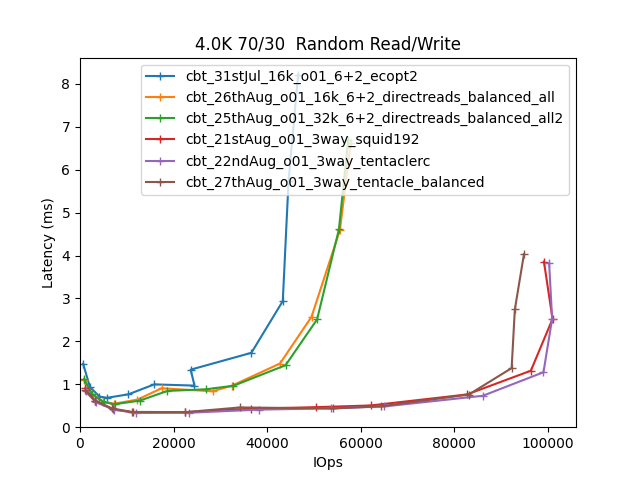 4.0K 70/30  Random Read/Write
cbt_31stJul_16k_o01_6+2_ecopt2
cbt_26thAug_o01_16k_6+2_directreads_balanced_all
cbt_25thAug_o01_32k_6+2_directreads_balanced_all2
cbt_21stAug_o01_3way_squid192
cbt_22ndAug_o01_3way_tentaclerc
cbt_27thAug_o01_3way_tentacle_balanced
Latency (ms)
8
7
6
5
4
3
2
1
0
0 20000 40000 60000 80000 100000
IOps